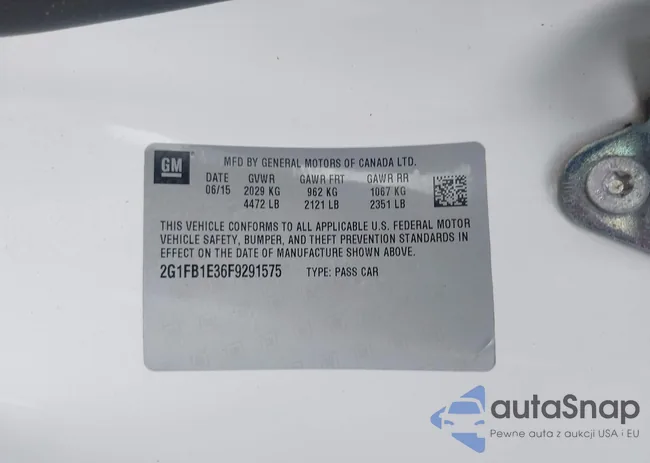 GM
MFD BY GENERAL MOTORS OF CANADA LTD.
DATE GVWR GAWR FRT GAWR RR
06/15 2029 KG 962 KG 1067 KG
4472 LB 2121 LB 2351 LB
THIS VEHICLE CONFORMS TO ALL APPLICABLE U.S. FEDERAL MOTOR
VEHICLE SAFETY, BUMPER, AND THEFT PREVENTION STANDARDS IN
EFFECT ON THE DATE OF MANUFACTURE SHOWN ABOVE.
2G1FB1E36F9291575 TYPE: PASS CAR
autaSnap
Pewne auta z aukcji USA i EU